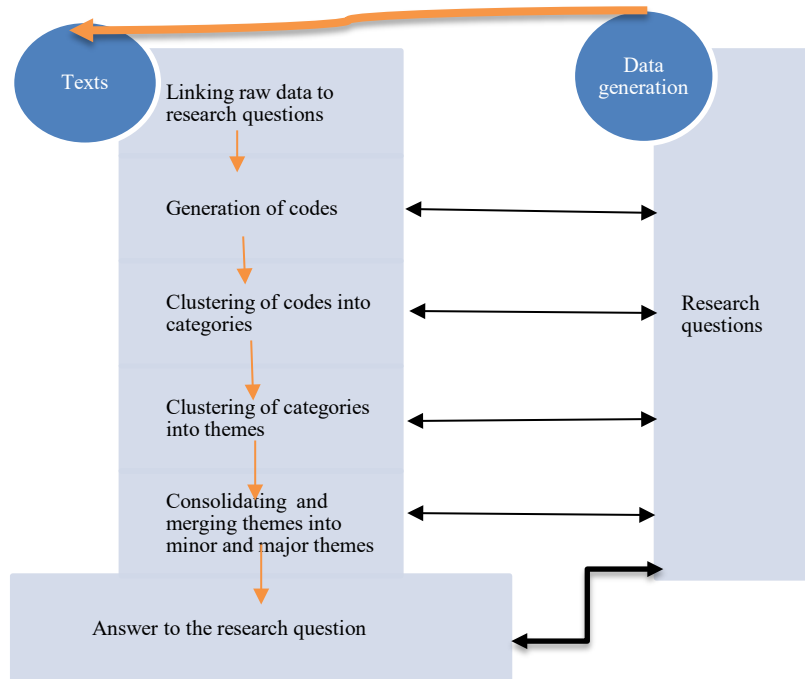 Texts
Data
generation
Linking raw data to
research questions
Generation of codes
Clustering of codes into
categories
Research
questions
Clustering of categories
into themes
Consolidating  and
merging themes into
minor and major themes
Answer to the research question